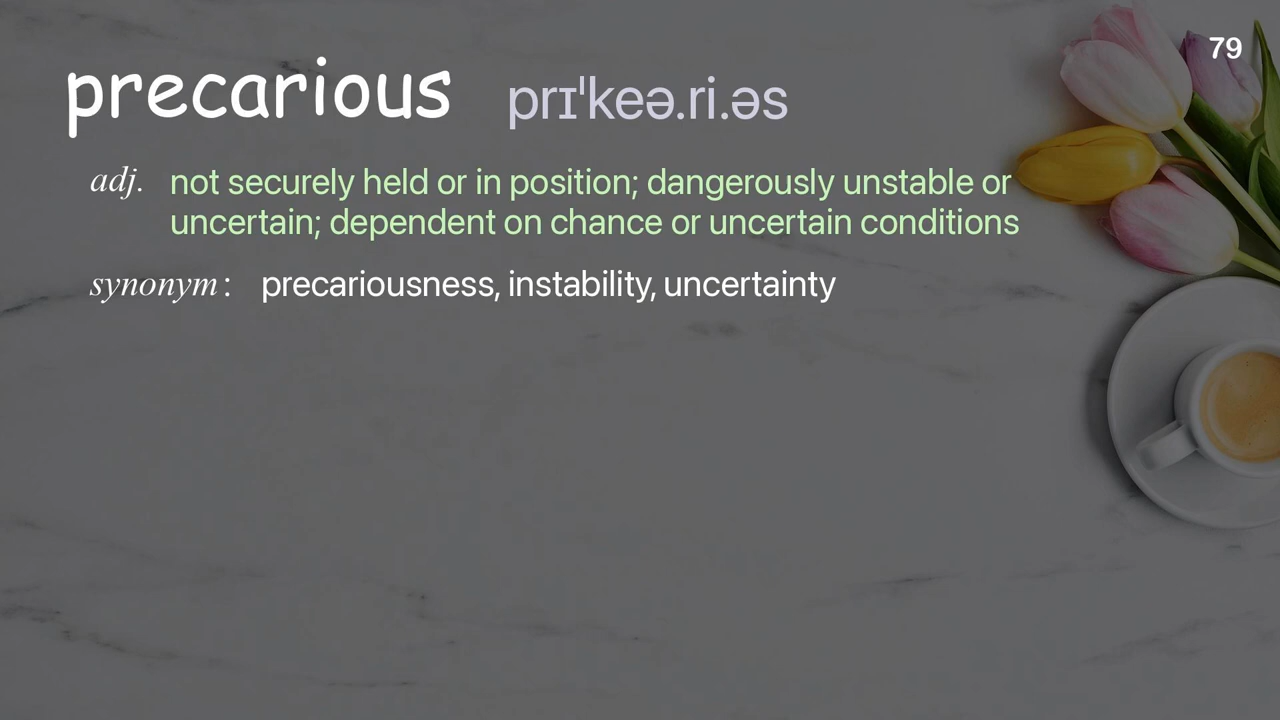 79
precarious prɪˈkeə.ri.əs
adj. not securely held or in position; dangerously unstable or
uncertain; dependent on chance or uncertain conditions
synonym : precariousness, instability, uncertainty